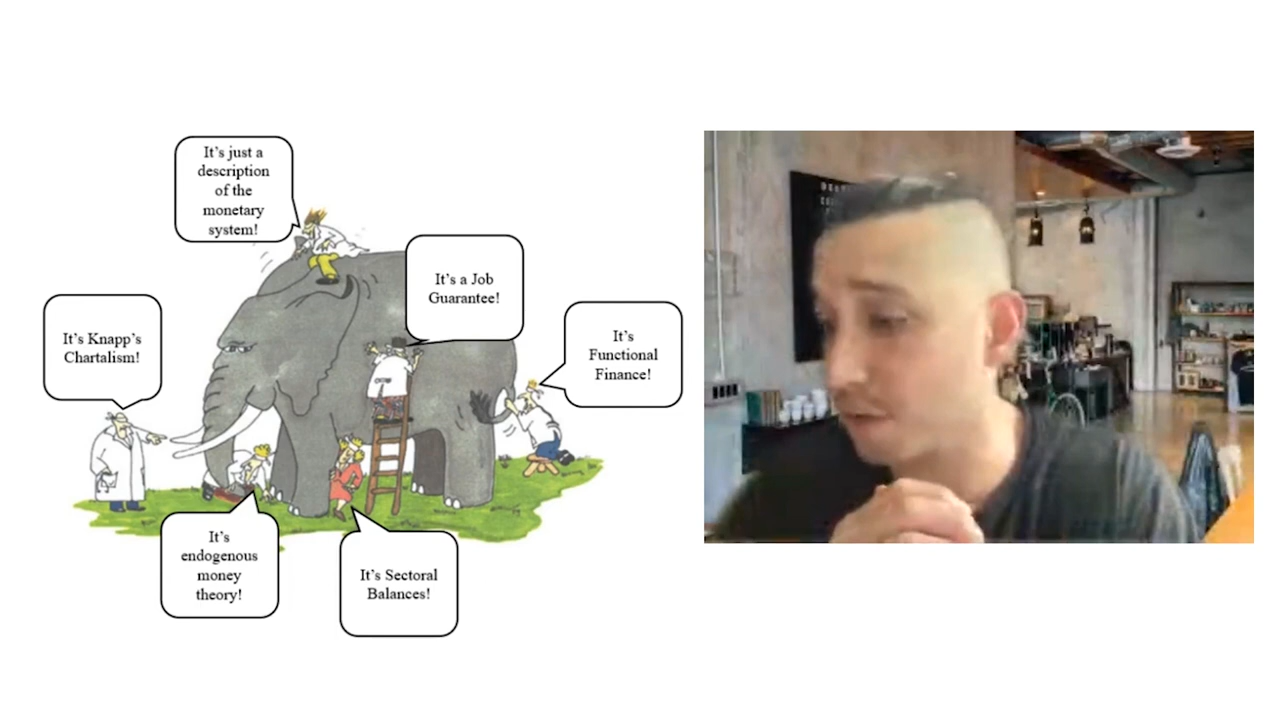 It's just a
description
of the
monetary
system!
It's a Job
Guarantee!
It's Knapp's
Chartalism!
It's
Functional
Finance!
It's
endogenous
money
theory!
It's Sectoral
Balances!